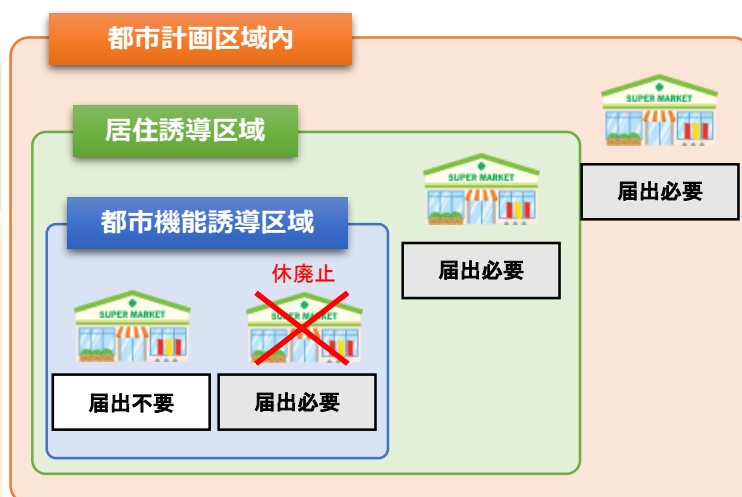 都市計画区域内
SUPER MARKET
届出必要
居住誘導区域
SUPER MARKET
届出必要
都市機能誘導区域
休廃止
SUPER MARKET
SUPER MARKET
届出不要
届出必要